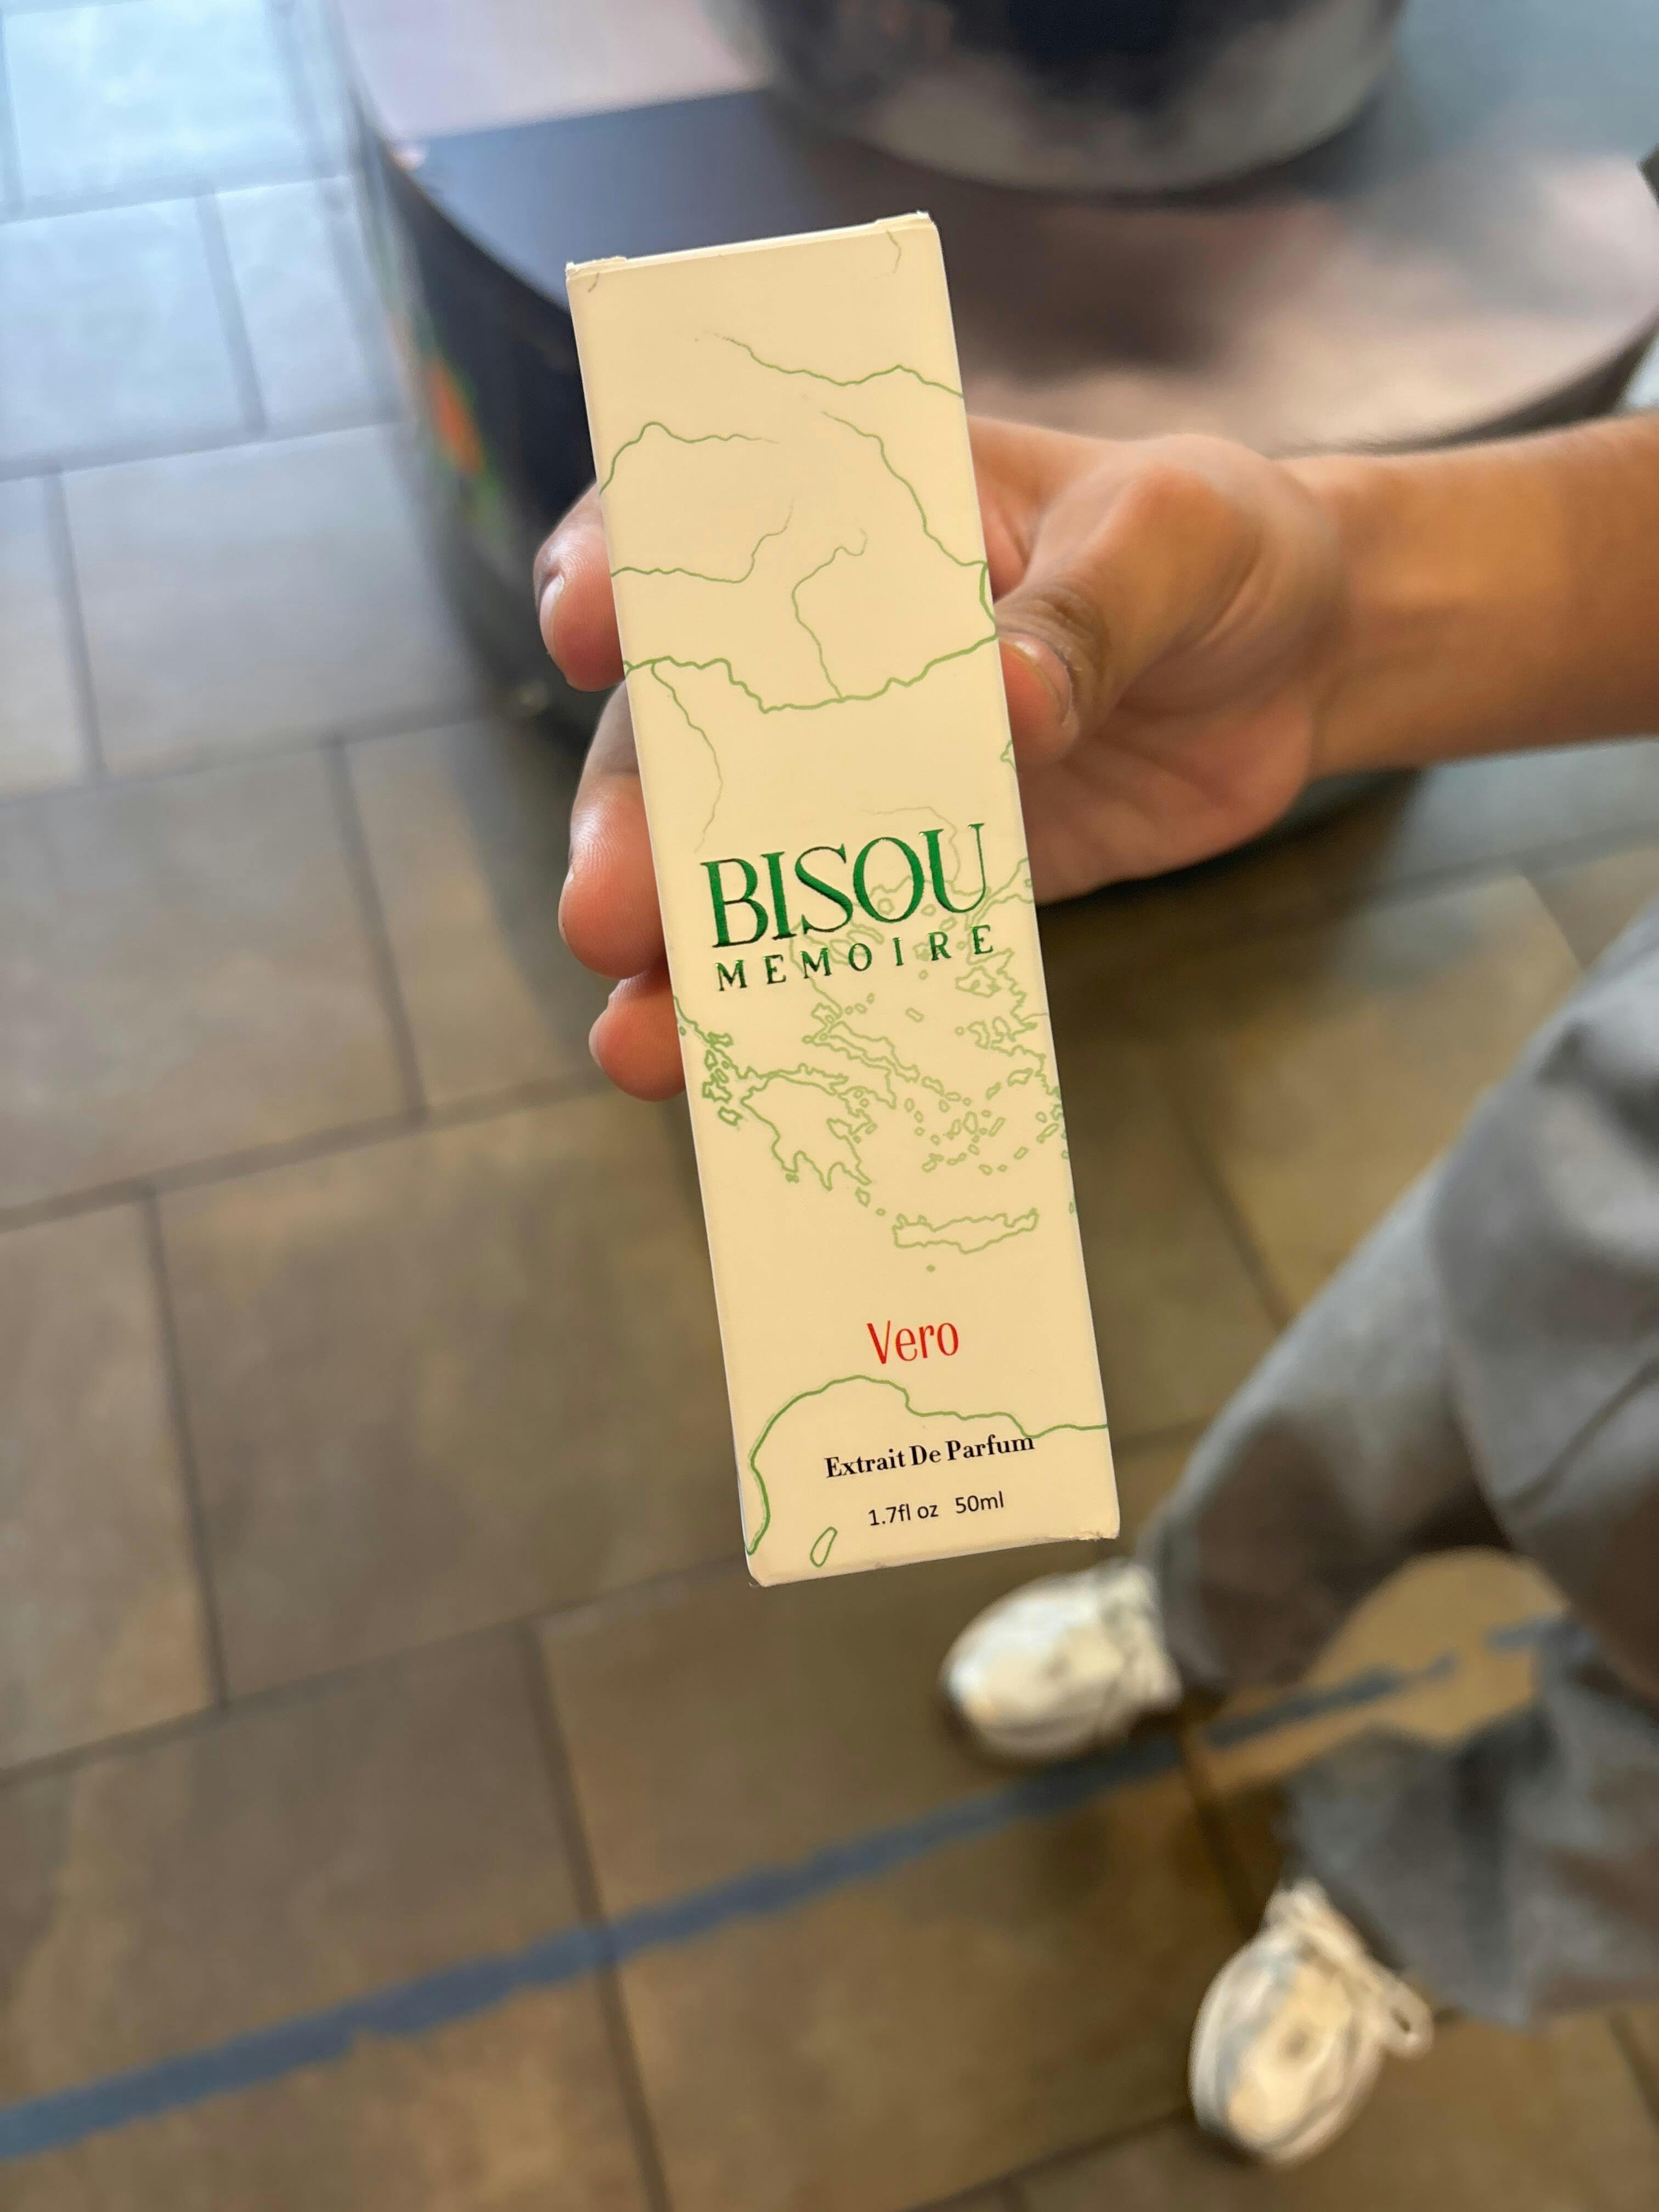 BISOU
MEMOIRE
Vero
Extrait De Parfum
1.7fl oz 50ml